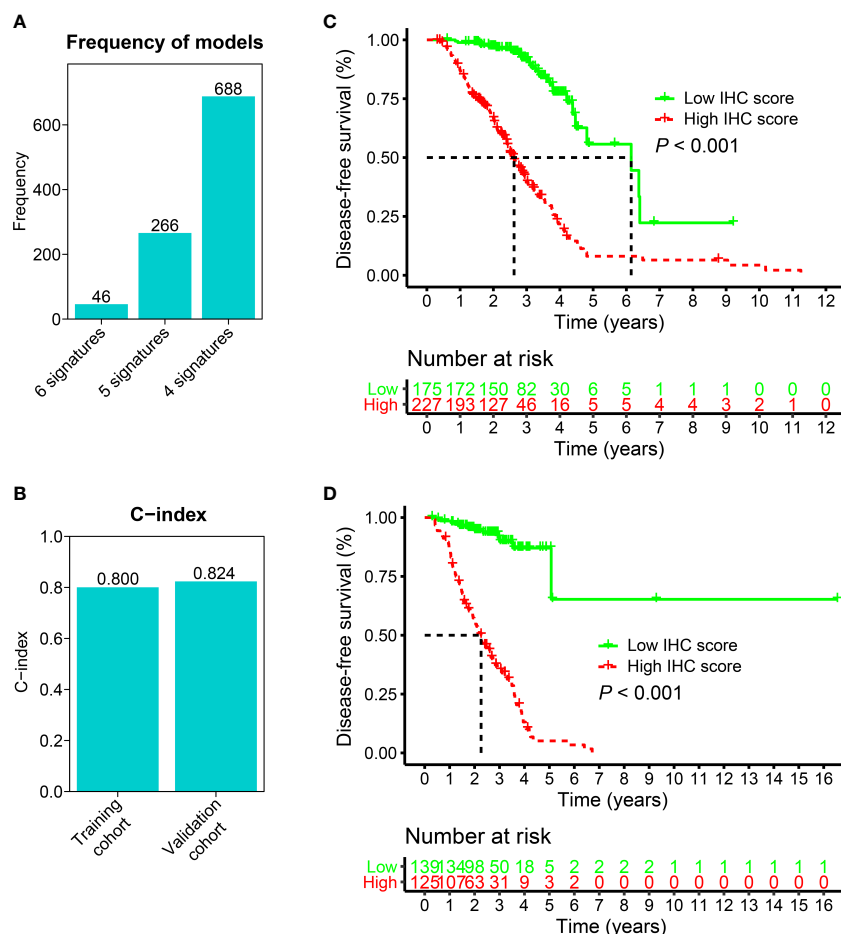 A
Frequency of models
Frequency
600
400
200
0
46
266
688
6 signatures
5 signatures
4 signatures
B
C−index
C−index
1.0
0.8
0.6
0.4
0.2
0.0
0.800
0.824
Training cohort
Validation cohort
C
Disease-free survival (%)
1.00
0.75
0.50
0.25
0.00
Low IHC score
High IHC score
P < 0.001
0 1 2 3 4 5 6 7 8 9 10 11 12
Time (years)
Number at risk
Low 175 172 150 82 30 6 5 1 1 1 0 0 0
High 227 193 127 46 16 5 5 4 4 3 2 1 0
0 1 2 3 4 5 6 7 8 9 10 11 12
Time (years)
D
Disease-free survival (%)
1.00
0.75
0.50
0.25
0.00
Low IHC score
High IHC score
P < 0.001
0 1 2 3 4 5 6 7 8 9 10 11 12 13 14 15 16
Time (years)
Number at risk
Low 139 134 98 50 18 5 2 2 2 2 1 1 1 1 1 1 1
High 125 107 63 31 9 3 2 0 0 0 0 0 0 0 0 0 0
0 1 2 3 4 5 6 7 8 9 10 11 12 13 14 15 16
Time (years)